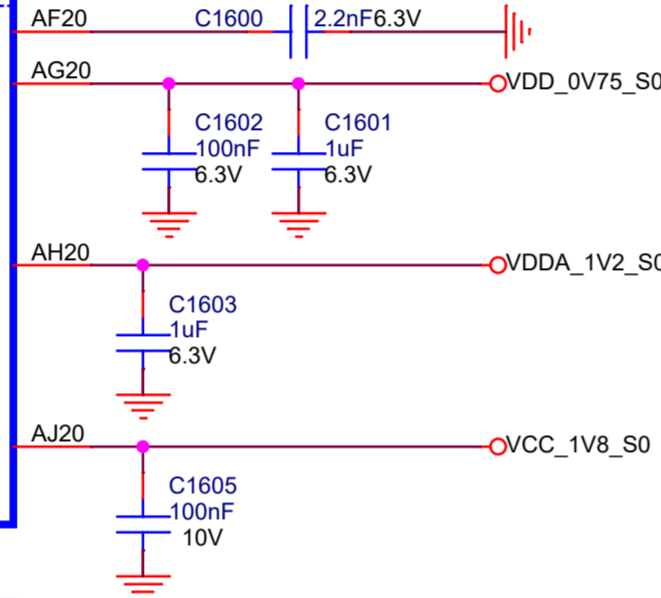 AF20 C1600 2.2nF6.3V
AG20 VDD_0V75_S0
C1602 C1601
100nF 1uF
6.3V 6.3V
AH20 VDDA_1V2_S0
C1603
1uF
6.3V
AJ20 VCC_1V8_S0
C1605
100nF
10V